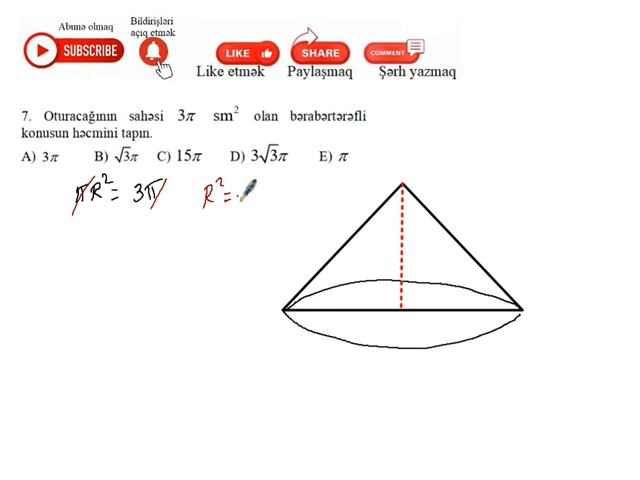 Abunə olmaq
Bildirişləri
açıq etmək
SUBSCRIBE
LIKE
SHARE
COMMENT
Like etmək Paylaşmaq Şərh yazmaq
7. Oturacağının sahəsi 3π sm² olan bərabərtərəfli
konusun həcmini tapın.
A) 3π B) √3π C) 15π D) 3√3π E) π
πR² = 3π R² =